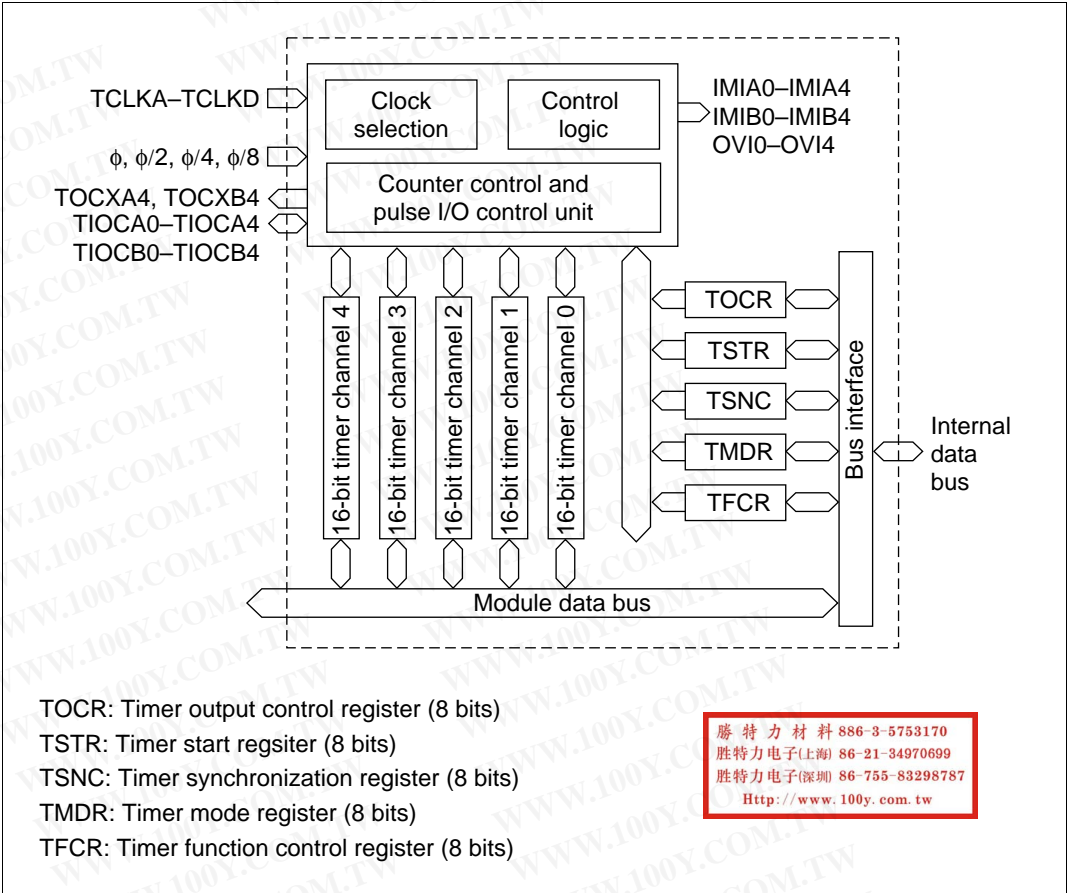 TCLKA–TCLKD
ϕ, ϕ/2, ϕ/4, ϕ/8
TOCXA4, TOCXB4
TIOCA0–TIOCA4
TIOCB0–TIOCB4
Clock
selection
Control
logic
Counter control and
pulse I/O control unit
IMIA0–IMIA4
IMIB0–IMIB4
OVI0–OVI4
16-bit timer channel 4
16-bit timer channel 3
16-bit timer channel 2
16-bit timer channel 1
16-bit timer channel 0
TOCR
TSTR
TSNC
TMDR
TFCR
Bus interface
Internal
data
bus
Module data bus
TOCR: Timer output control register (8 bits)
TSTR: Timer start regsiter (8 bits)
TSNC: Timer synchronization register (8 bits)
TMDR: Timer mode register (8 bits)
TFCR: Timer function control register (8 bits)
勝特力材料 886-3-5753170
胜特力电子(上海) 86-21-34970699
胜特力电子(深圳) 86-755-83298787
Http://www.100y.com.tw
WWW.100Y.COM.TW